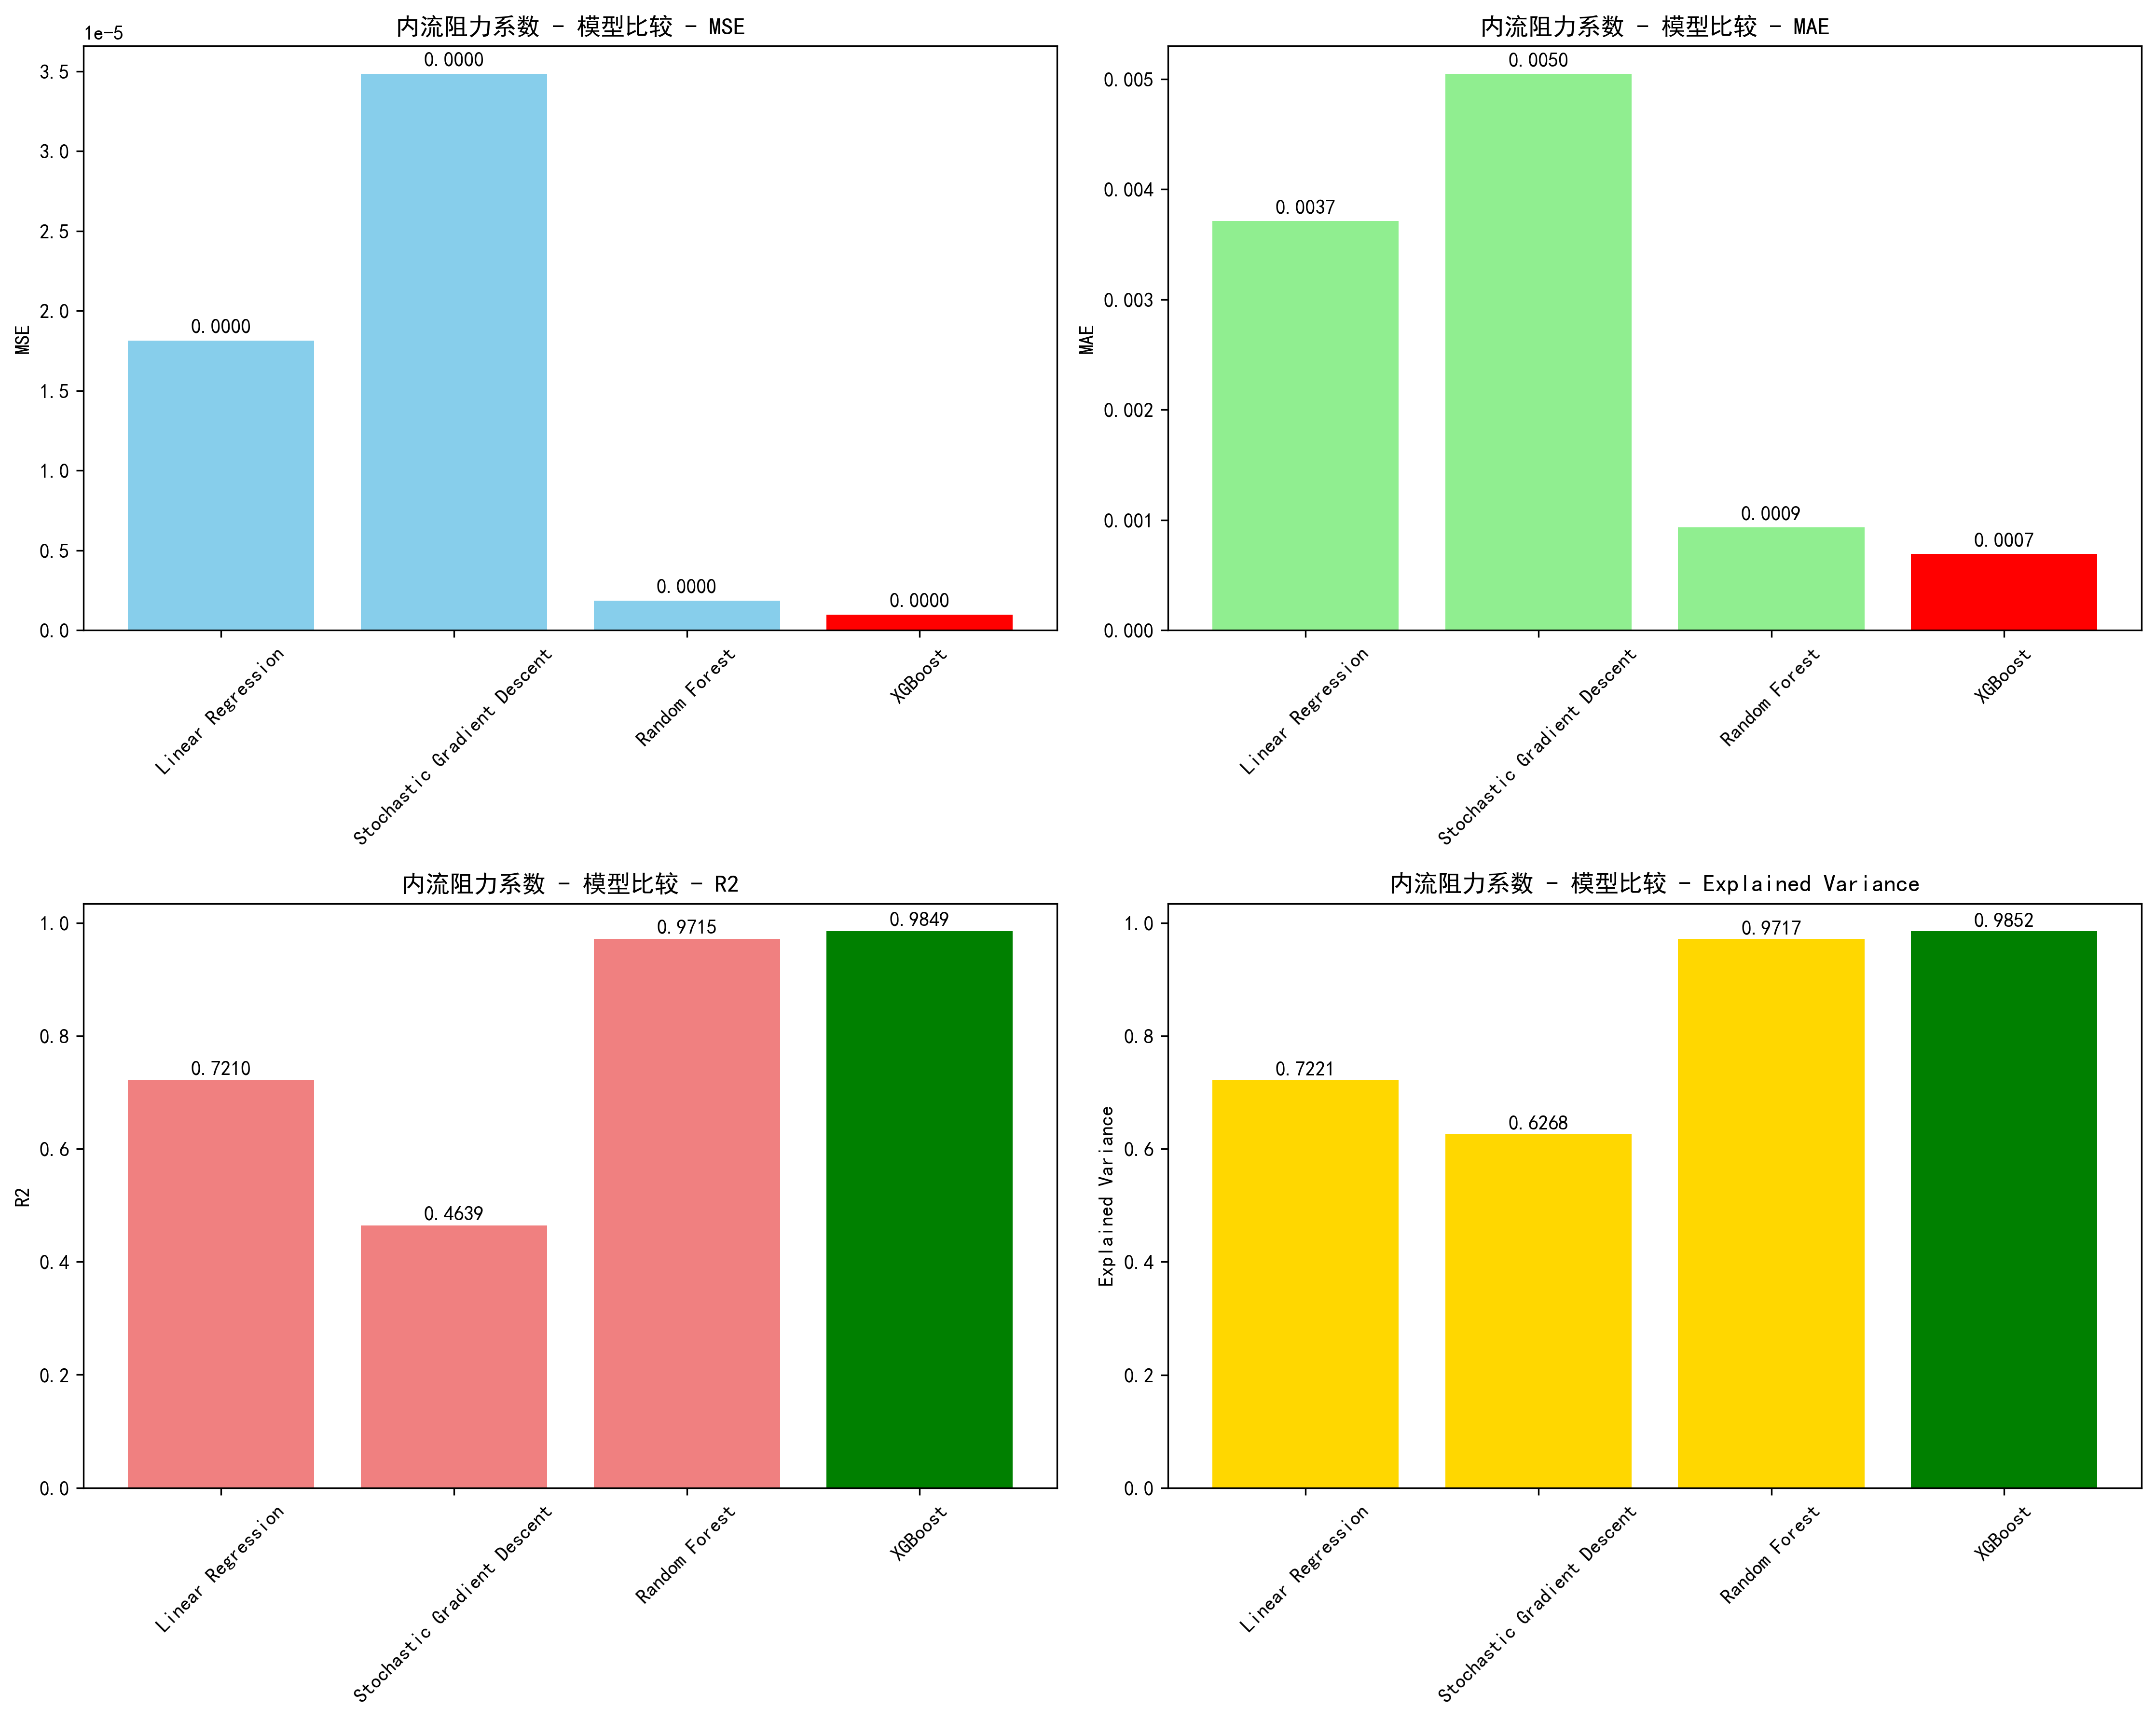 内流阻力系数 - 模型比较 - MSE
1e-5
3.5
3.0
2.5
2.0
1.5
1.0
0.5
0.0
MSE
0.0000
0.0000
0.0000
0.0000
Linear Regression
Stochastic Gradient Descent
Random Forest
XGBoost
内流阻力系数 - 模型比较 - MAE
0.005
0.004
0.003
0.002
0.001
0.000
MAE
0.0037
0.0050
0.0009
0.0007
Linear Regression
Stochastic Gradient Descent
Random Forest
XGBoost
内流阻力系数 - 模型比较 - R2
1.0
0.8
0.6
0.4
0.2
0.0
R2
0.7210
0.4639
0.9715
0.9849
Linear Regression
Stochastic Gradient Descent
Random Forest
XGBoost
内流阻力系数 - 模型比较 - Explained Variance
1.0
0.8
0.6
0.4
0.2
0.0
Explained Variance
0.7221
0.6268
0.9717
0.9852
Linear Regression
Stochastic Gradient Descent
Random Forest
XGBoost